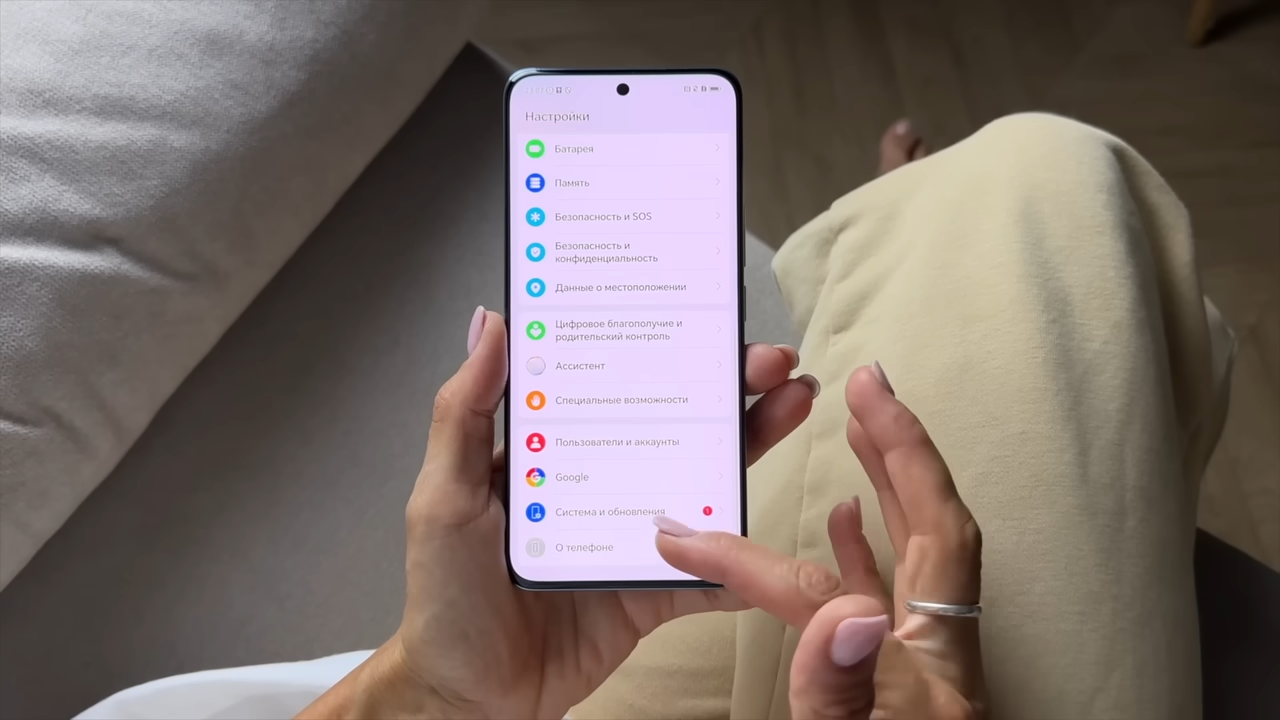 Настройки
Батарея
Память
Безопасность и SOS
Безопасность и
конфиденциальность
Данные о местоположении
Цифровое благополучие и
родительский контроль
Ассистент
Специальные возможности
Пользователи и аккаунты
Google
Система и обновления
1
О телефоне